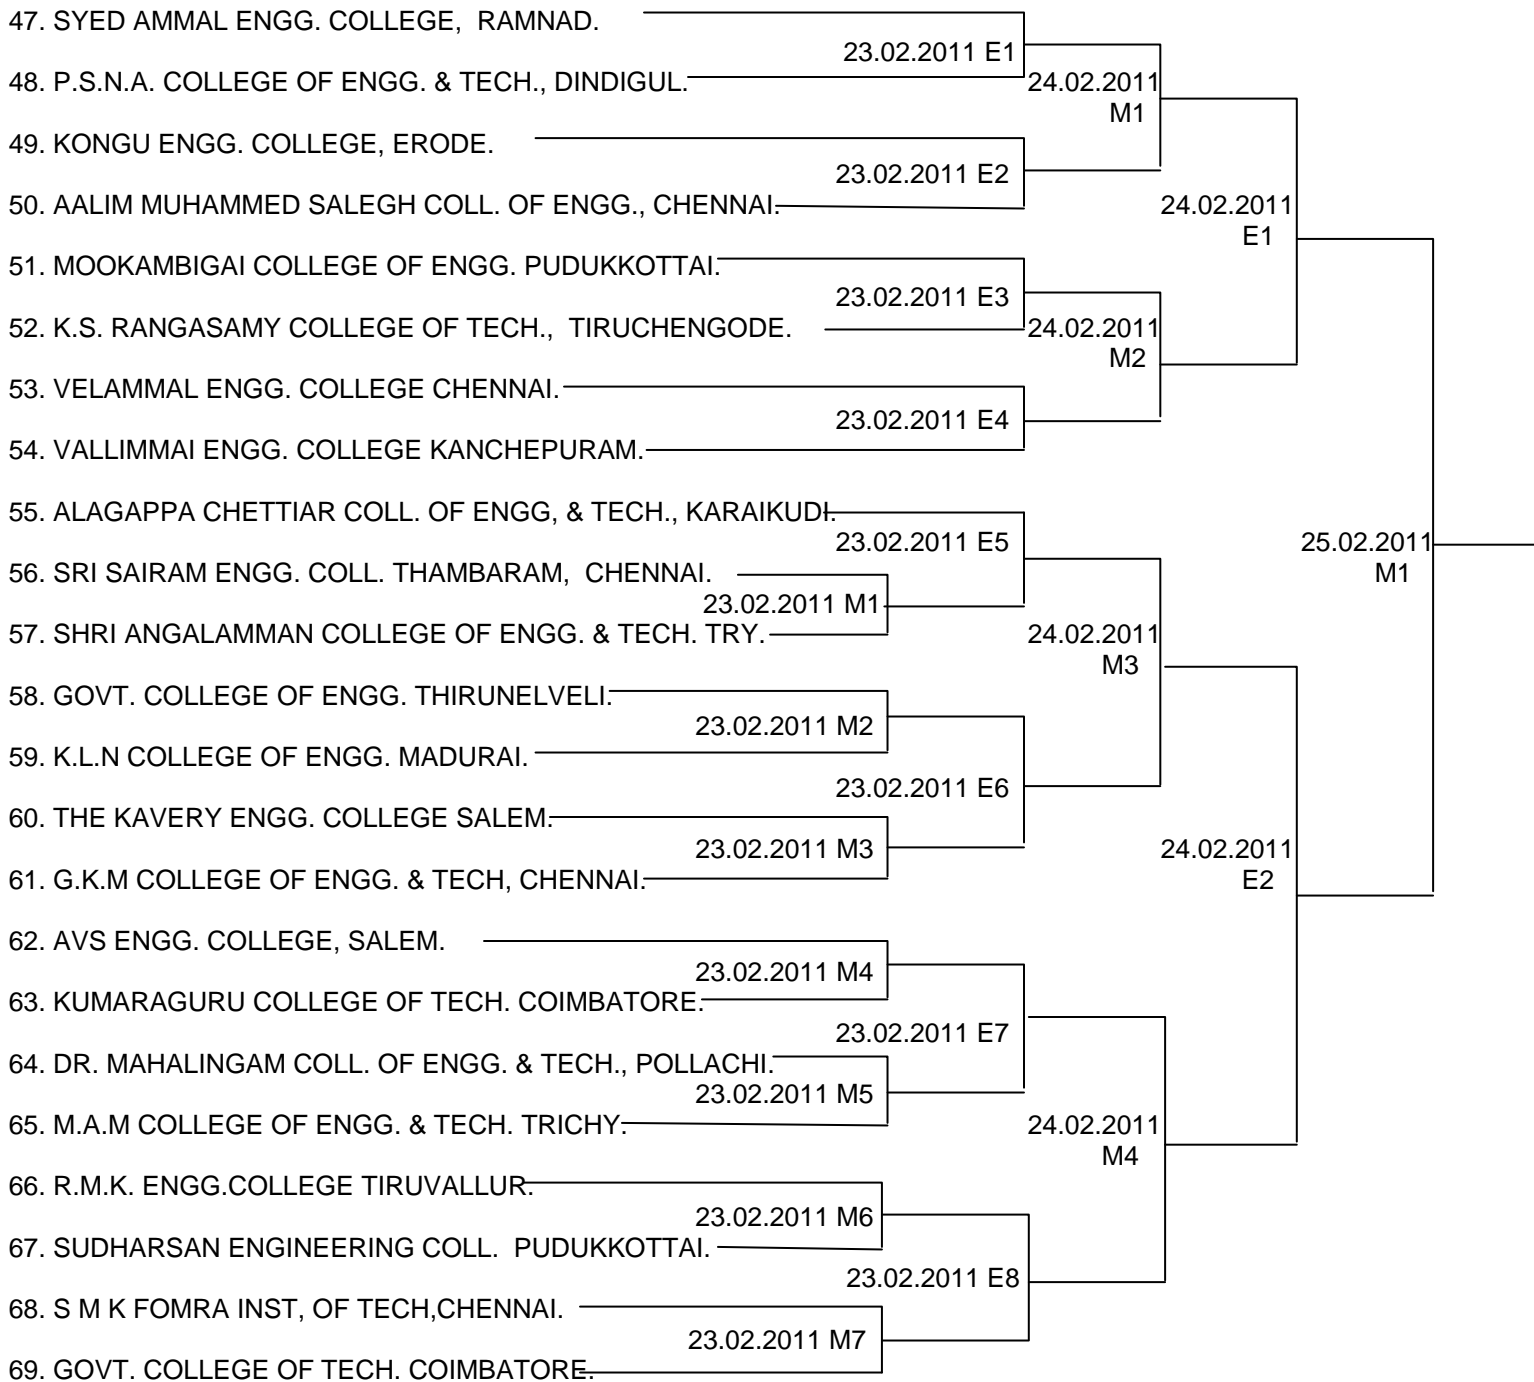 47. SYED AMMAL ENGG. COLLEGE,  RAMNAD.
23.02.2011 E1
48. P.S.N.A. COLLEGE OF ENGG. & TECH., DINDIGUL.
24.02.2011
M1
49. KONGU ENGG. COLLEGE, ERODE.
23.02.2011 E2
50. AALIM MUHAMMED SALEGH COLL. OF ENGG., CHENNAI.
24.02.2011
E1
51. MOOKAMBIGAI COLLEGE OF ENGG. PUDUKKOTTAI.
23.02.2011 E3
52. K.S. RANGASAMY COLLEGE OF TECH.,  TIRUCHENGODE.
24.02.2011
M2
53. VELAMMAL ENGG. COLLEGE CHENNAI.
23.02.2011 E4
54. VALLIMMAI ENGG. COLLEGE KANCHEPURAM.
55. ALAGAPPA CHETTIAR COLL. OF ENGG, & TECH., KARAIKUDI.
23.02.2011 E5
25.02.2011
M1
56. SRI SAIRAM ENGG. COLL. THAMBARAM,  CHENNAI.
23.02.2011 M1
57. SHRI ANGALAMMAN COLLEGE OF ENGG. & TECH. TRY.
24.02.2011
M3
58. GOVT. COLLEGE OF ENGG. THIRUNELVELI.
23.02.2011 M2
59. K.L.N COLLEGE OF ENGG. MADURAI.
23.02.2011 E6
60. THE KAVERY ENGG. COLLEGE SALEM.
23.02.2011 M3
24.02.2011
E2
61. G.K.M COLLEGE OF ENGG. & TECH, CHENNAI.
62. AVS ENGG. COLLEGE, SALEM.
23.02.2011 M4
63. KUMARAGURU COLLEGE OF TECH. COIMBATORE.
23.02.2011 E7
64. DR. MAHALINGAM COLL. OF ENGG. & TECH., POLLACHI.
23.02.2011 M5
65. M.A.M COLLEGE OF ENGG. & TECH. TRICHY.
24.02.2011
M4
66. R.M.K. ENGG.COLLEGE TIRUVALLUR.
23.02.2011 M6
67. SUDHARSAN ENGINEERING COLL.  PUDUKKOTTAI.
23.02.2011 E8
68. S M K FOMRA INST, OF TECH,CHENNAI.
23.02.2011 M7
69. GOVT. COLLEGE OF TECH. COIMBATORE.